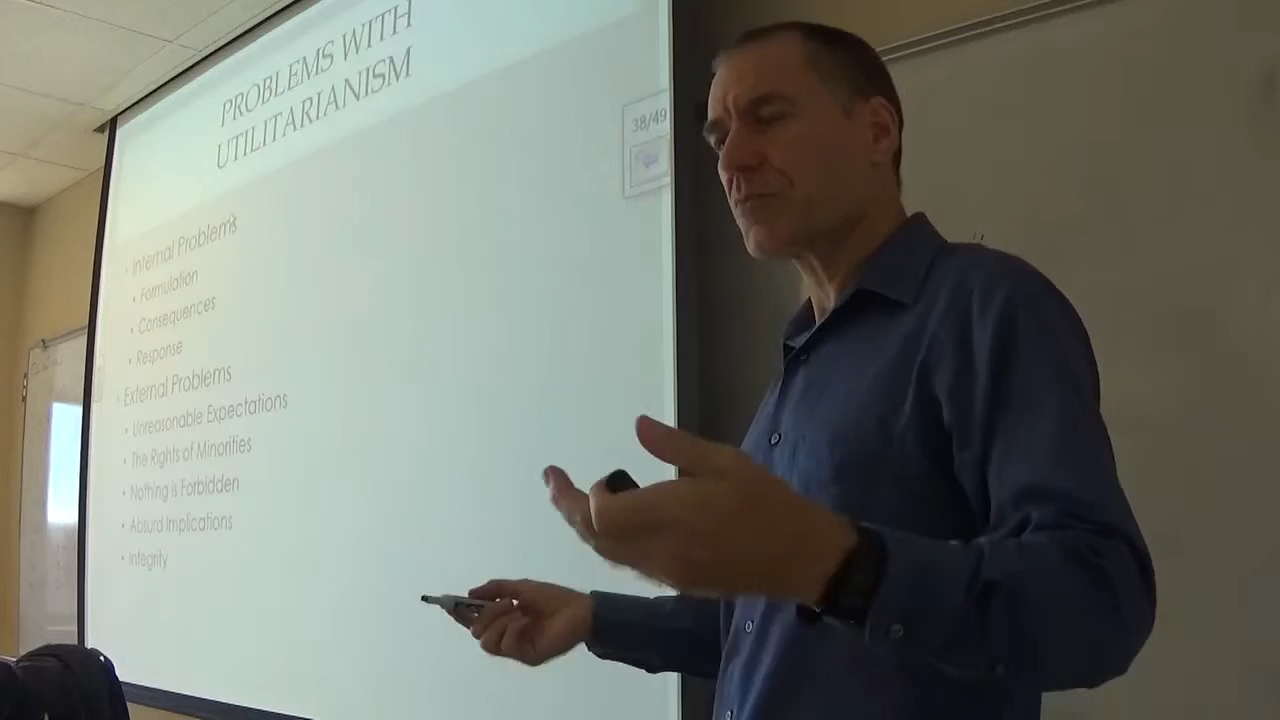 PROBLEMS WITH
UTILITARIANISM
38/49
• Internal Problems
• Formulation
• Consequences
• Response
• External Problems
• Unreasonable Expectations
• The Rights of Minorities
• Nothing is Forbidden
• Absurd Implications
• Integrity